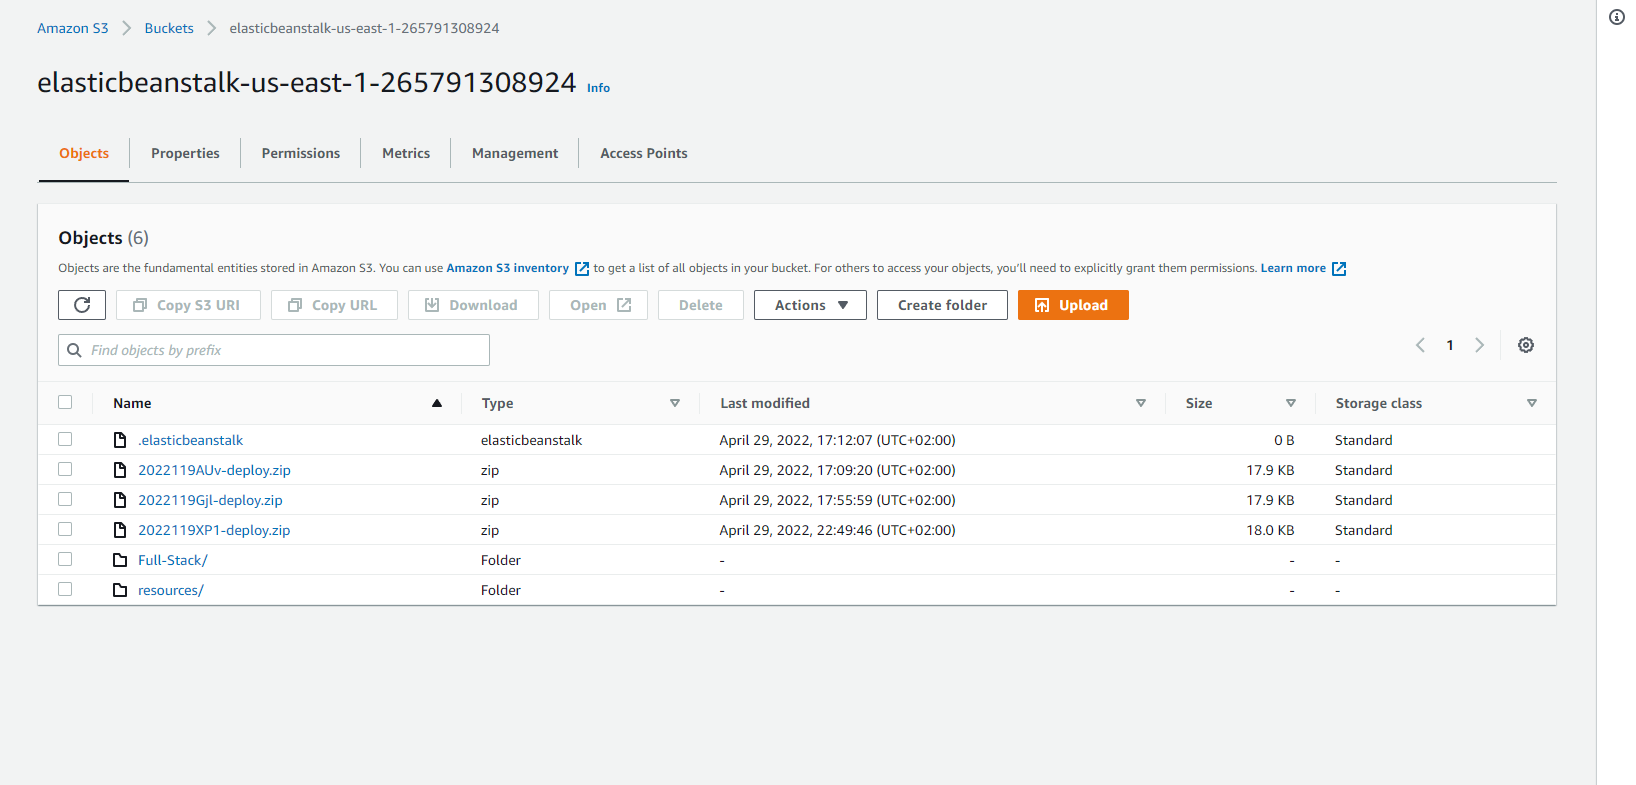 Amazon S3 Buckets elasticbeanstalk-us-east-1-265791308924
elasticbeanstalk-us-east-1-265791308924 Info
Objects Properties Permissions Metrics Management Access Points
Objects (6)
Objects are the fundamental entities stored in Amazon S3. You can use Amazon S3 inventory to get a list of all objects in your bucket. For others to access your objects, you'll need to explicitly grant them permissions. Learn more
Copy S3 URI Copy URL Download Open Delete Actions Create folder Upload
Find objects by prefix 1
Name Type Last modified Size Storage class
.elasticbeanstalk elasticbeanstalk April 29, 2022, 17:12:07 (UTC+02:00) 0 B Standard
2022119AUv-deploy.zip zip April 29, 2022, 17:09:20 (UTC+02:00) 17.9 KB Standard
2022119Gjl-deploy.zip zip April 29, 2022, 17:55:59 (UTC+02:00) 17.9 KB Standard
2022119XP1-deploy.zip zip April 29, 2022, 22:49:46 (UTC+02:00) 18.0 KB Standard
Full-Stack/ Folder - - -
resources/ Folder - - -